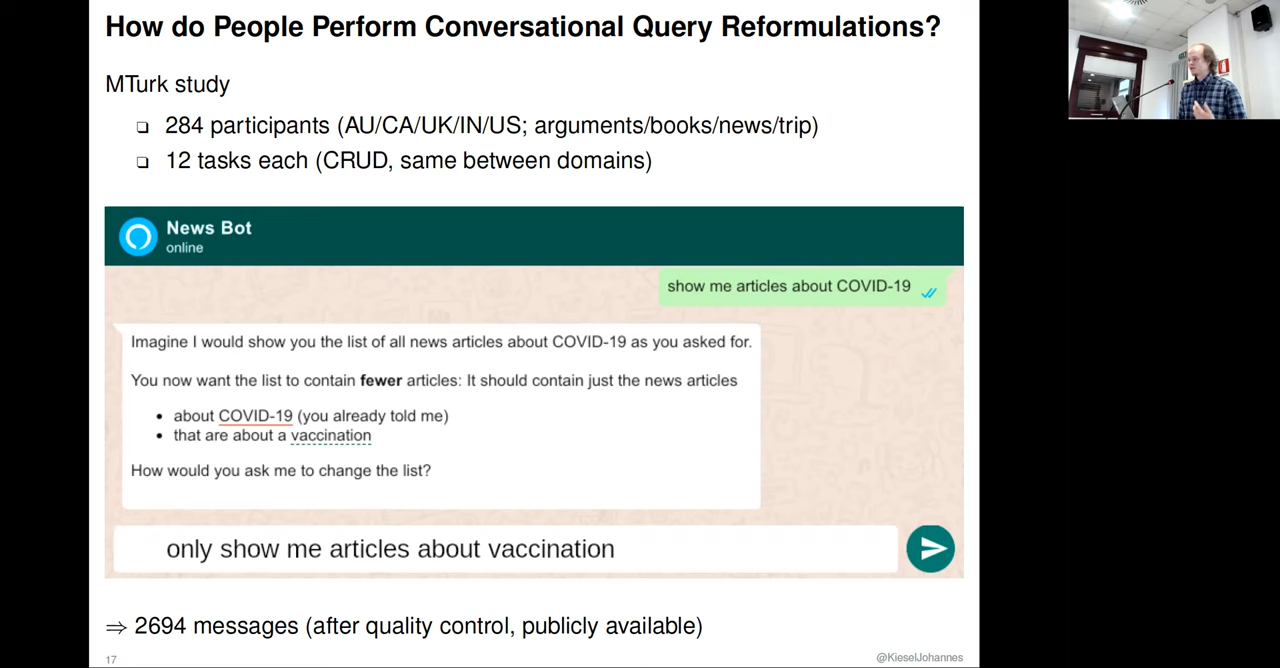 How do People Perform Conversational Query Reformulations?
MTurk study
❑ 284 participants (AU/CA/UK/IN/US; arguments/books/news/trip)
❑ 12 tasks each (CRUD, same between domains)
News Bot
online
show me articles about COVID-19
Imagine I would show you the list of all news articles about COVID-19 as you asked for.
You now want the list to contain fewer articles: It should contain just the news articles
• about COVID-19 (you already told me)
• that are about a vaccination
How would you ask me to change the list?
only show me articles about vaccination
⇒ 2694 messages (after quality control, publicly available)
17
@KieselJohannes